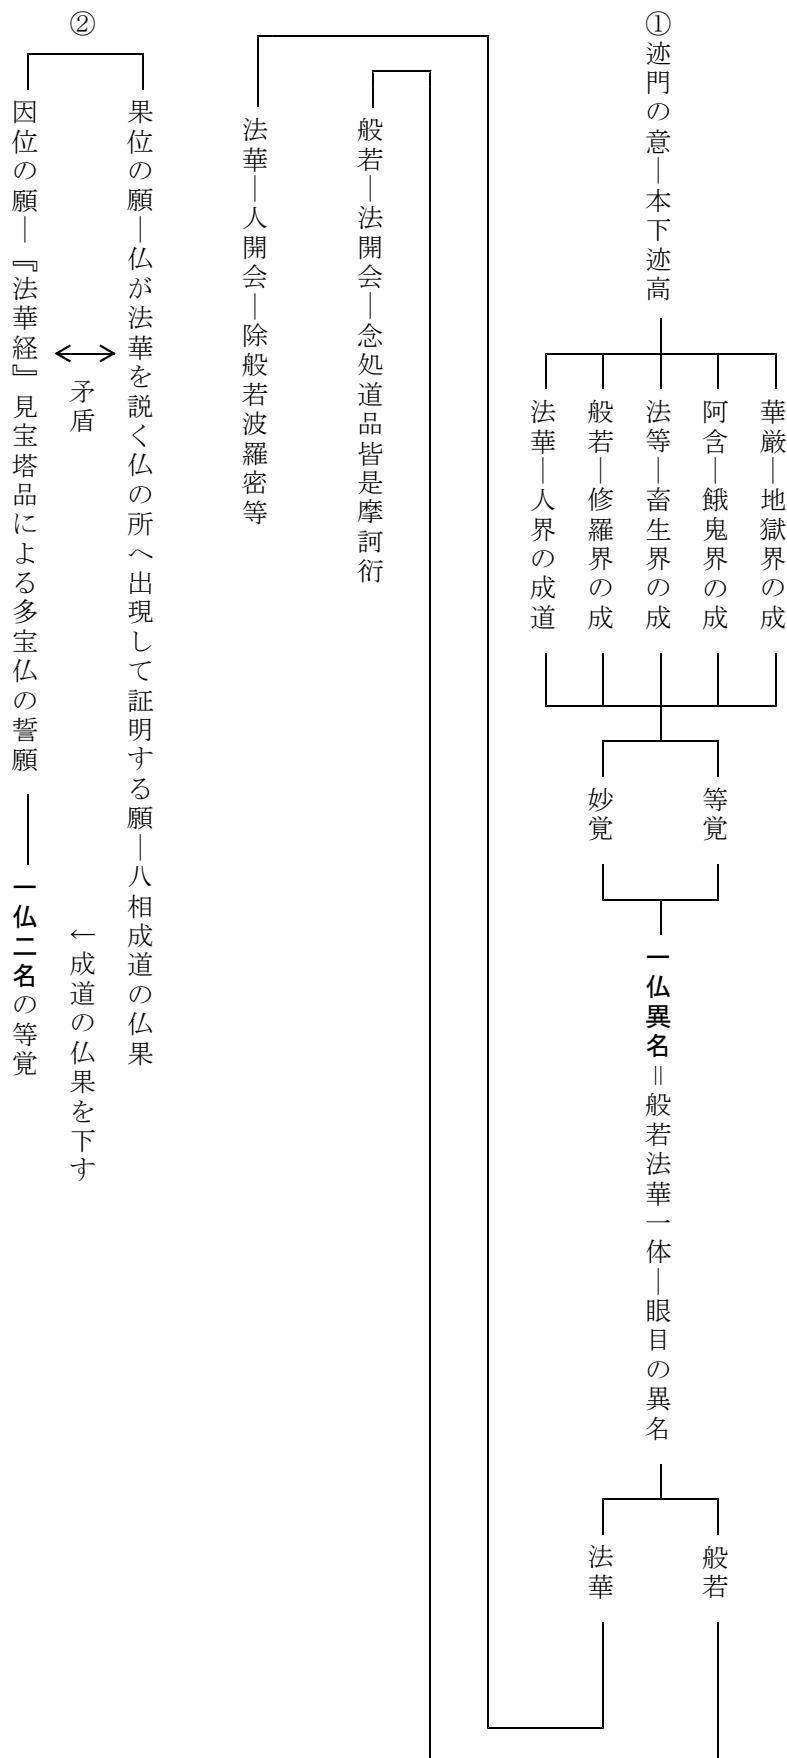 ①迹門の意―本下迹高
華厳―地獄界の成
阿含―餓鬼界の成
法等―畜生界の成
般若―修羅界の成
法華―人界の成道
等覚
妙覚
一仏異名＝般若法華一体―眼目の異名
般若
法華
般若―法開会―念処道品皆是摩訶衍
法華―人開会―除般若波羅密等
②
果位の願―仏が法華を説く仏の所へ出現して証明する願―八相成道の仏果
矛盾
←成道の仏果を下す
因位の願―『法華経』見宝塔品による多宝仏の誓願―一仏二名の等覚